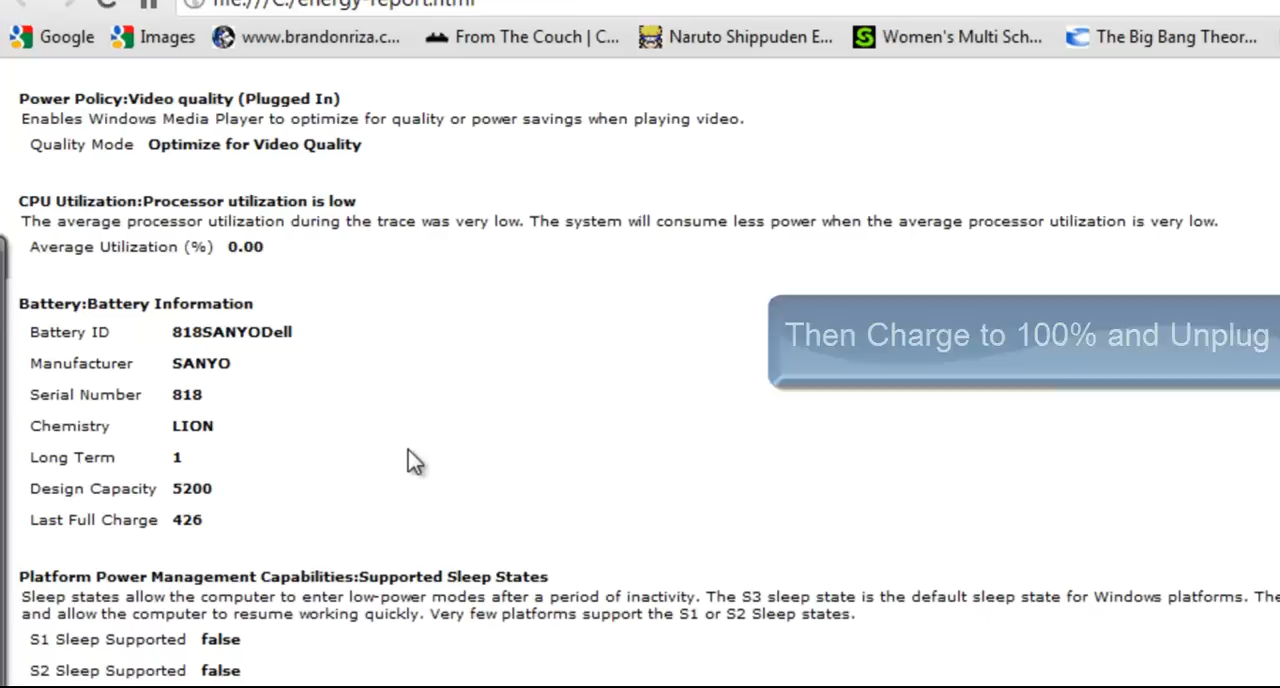 file:///C:/energy-report.html
Google Images www.brandonriza.c... From The Couch | C... Naruto Shippuden E... Women's Multi Sch... The Big Bang Theor...
Power Policy:Video quality (Plugged In)
Enables Windows Media Player to optimize for quality or power savings when playing video.
Quality Mode Optimize for Video Quality
CPU Utilization:Processor utilization is low
The average processor utilization during the trace was very low. The system will consume less power when the average processor utilization is very low.
Average Utilization (%) 0.00
Battery:Battery Information
Battery ID 818SANYODell
Then Charge to 100% and Unplug
Manufacturer SANYO
Serial Number 818
Chemistry LION
Long Term 1
Design Capacity 5200
Last Full Charge 426
Platform Power Management Capabilities:Supported Sleep States
Sleep states allow the computer to enter low-power modes after a period of inactivity. The S3 sleep state is the default sleep state for Windows platforms. The
and allow the computer to resume working quickly. Very few platforms support the S1 or S2 Sleep states.
S1 Sleep Supported false
S2 Sleep Supported false